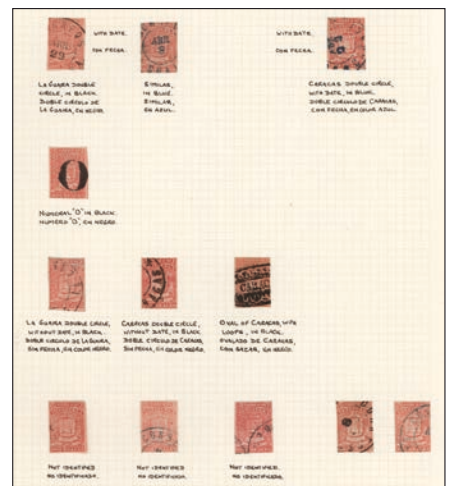 WITH DATE.
CON FECHA.
LA GUAIRA DOUBLE
CIRCLE, IN BLACK.
DOBLE CIRCULO DE
LA GUAIRA, EN NEGRO.
SIMILAR,
IN BLUE.
SIMILAR,
EN AZUL.
WITH DATE.
CON FECHA.
CARACAS DOUBLE CIRCLE,
WITH DATE, IN BLUE.
DOBLE CIRCULO DE CARACAS,
CON FECHA, EN COLOR AZUL.
O
NUMERAL "O" IN BLACK.
NUMERO "O", EN NEGRO.
LA GUAIRA DOUBLE CIRCLE,
WITHOUT DATE, IN BLACK.
DOBLE CIRCULO DE LA GUAIRA,
SIN FECHA, EN COLOR NEGRO.
CARACAS DOUBLE CIRCLE,
WITHOUT DATE, IN BLACK.
DOBLE CIRCULO DE CARACAS,
SIN FECHA, EN COLOR NEGRO.
OVAL OF CARACAS, WITH
LOOPS, IN BLACK.
OVALADO DE CARACAS,
CON
EN NEGRO.
NOT IDENTIFIED
NO IDENTIFICADA.
NOT IDENTIFIED
NO IDENTIFICADA.
NOT IDENTIFIED.
NO IDENTIFICADA.